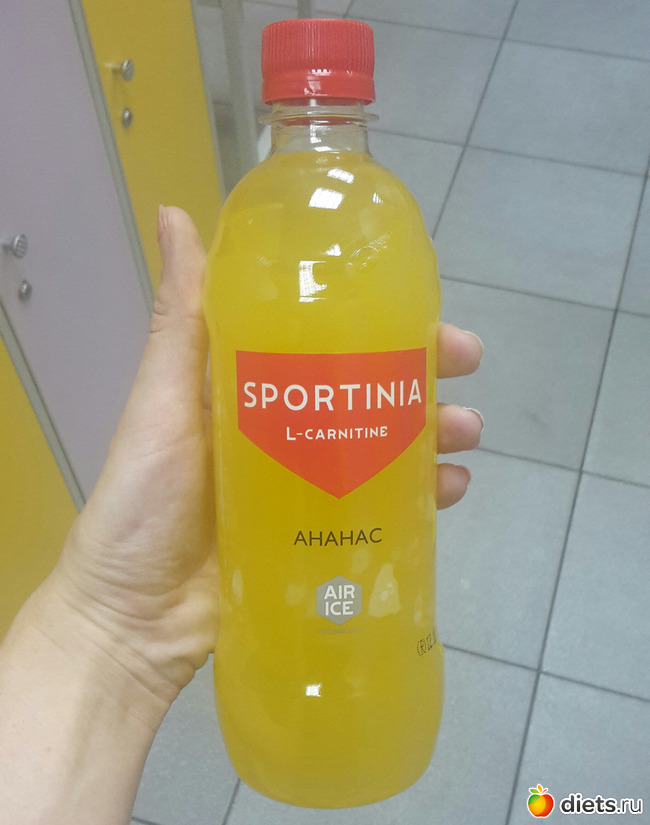 SPORTINIA
L-CARNITINE
АНАНАС
AIR
ICE
diets.ru